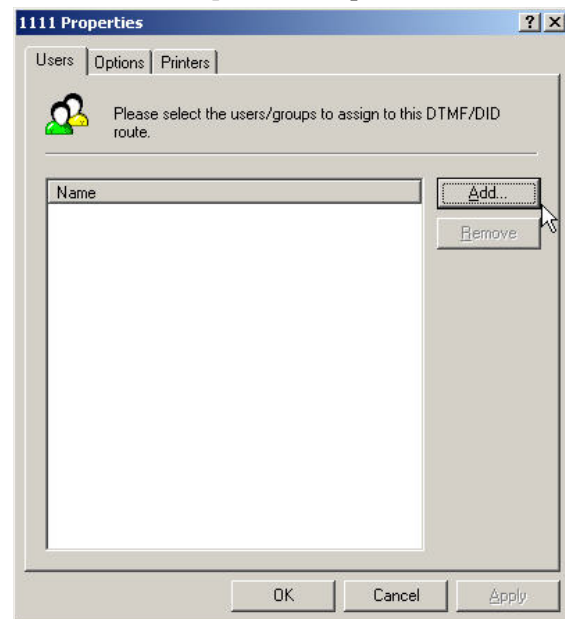 1111 Properties
Users Options Printers
Please select the users/groups to assign to this DTMF/DID
route.
Name
Add...
Remove
OK Cancel Apply